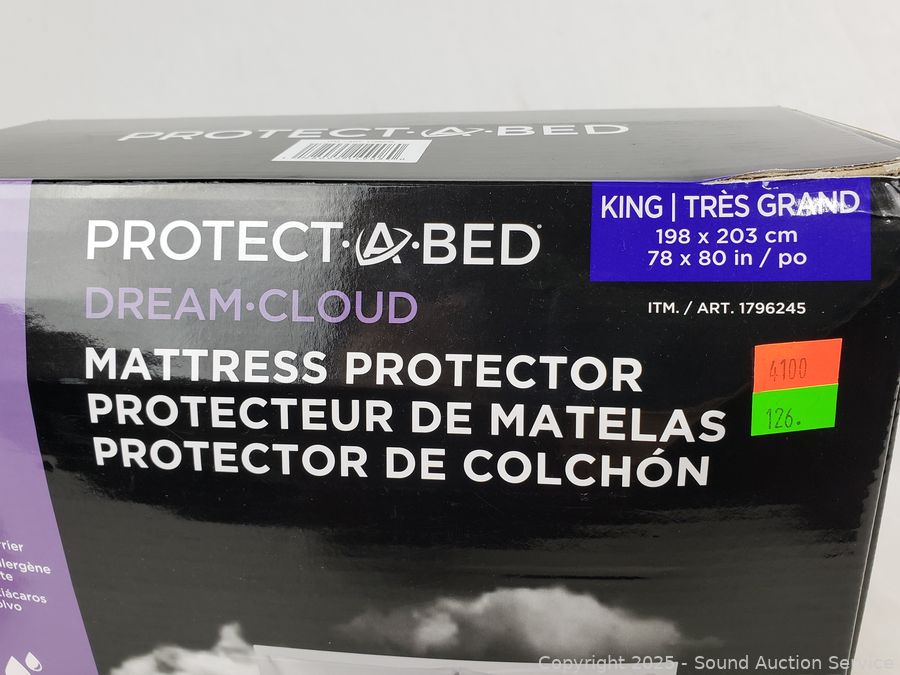 PROTECT·A·BED
PROTECT·A·BED
KING | TRÈS GRAND
198 x 203 cm
78 x 80 in / po
DREAM·CLOUD
ITM. / ART. 1796245
MATTRESS PROTECTOR
PROTECTEUR DE MATELAS
PROTECTOR DE COLCHÓN
4100
126.
Copyright 2025 - Sound Auction Service